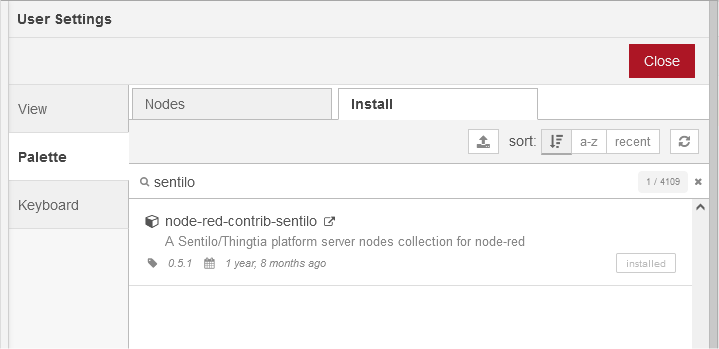 User Settings
Close
View
Palette
Keyboard
Nodes
Install
sort: a-z recent
sentilo
1 / 4109
node-red-contrib-sentilo
A Sentilo/Thingtia platform server nodes collection for node-red
0.5.1 1 year, 8 months ago
installed